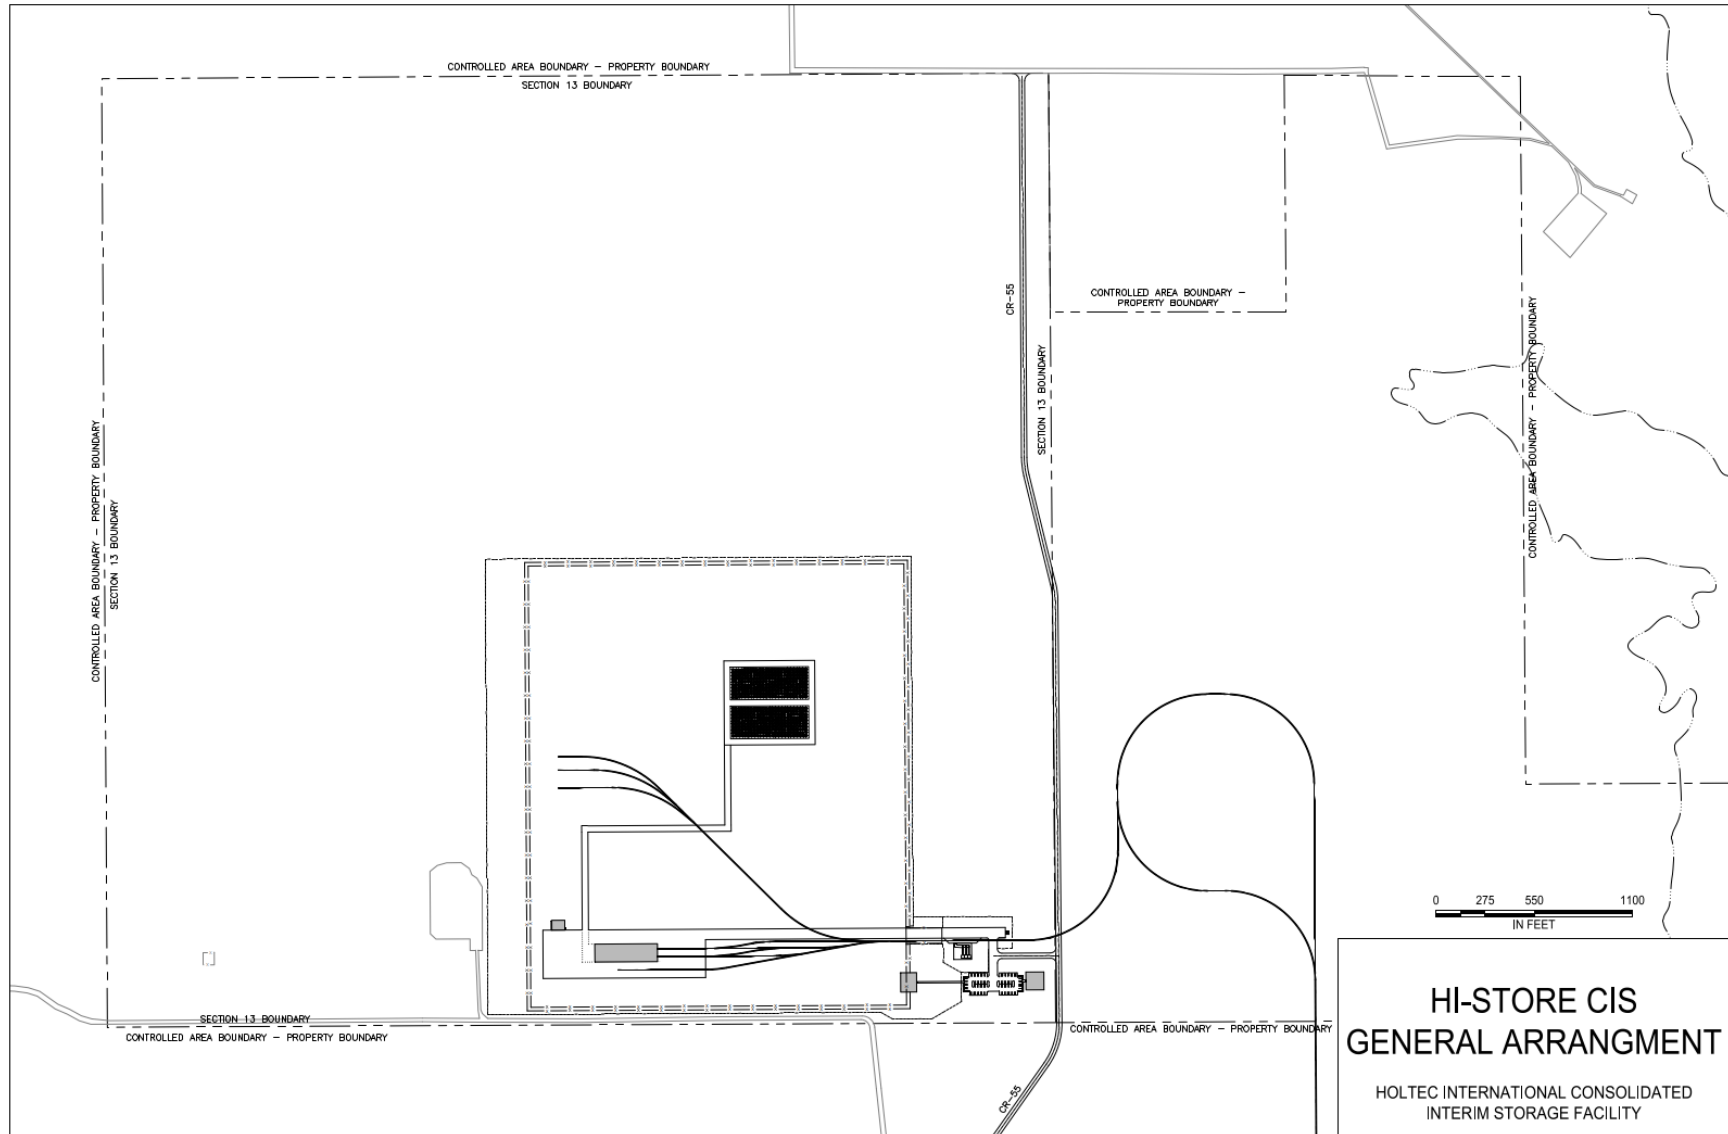 CONTROLLED AREA BOUNDARY – PROPERTY BOUNDARY
SECTION 13 BOUNDARY
CR-55
CONTROLLED AREA BOUNDARY –
PROPERTY BOUNDARY
SECTION 13 BOUNDARY
CONTROLLED AREA BOUNDARY - PROPERTY BOUNDARY
CONTROLLED AREA BOUNDARY – PROPERTY BOUNDARY
SECTION 13 BOUNDARY
0 275 550 1100
IN FEET
SECTION 13 BOUNDARY
CONTROLLED AREA BOUNDARY – PROPERTY BOUNDARY
CONTROLLED AREA BOUNDARY – PROPERTY BOUNDARY
CR-55
HI-STORE CIS
GENERAL ARRANGMENT
HOLTEC INTERNATIONAL CONSOLIDATED
INTERIM STORAGE FACILITY